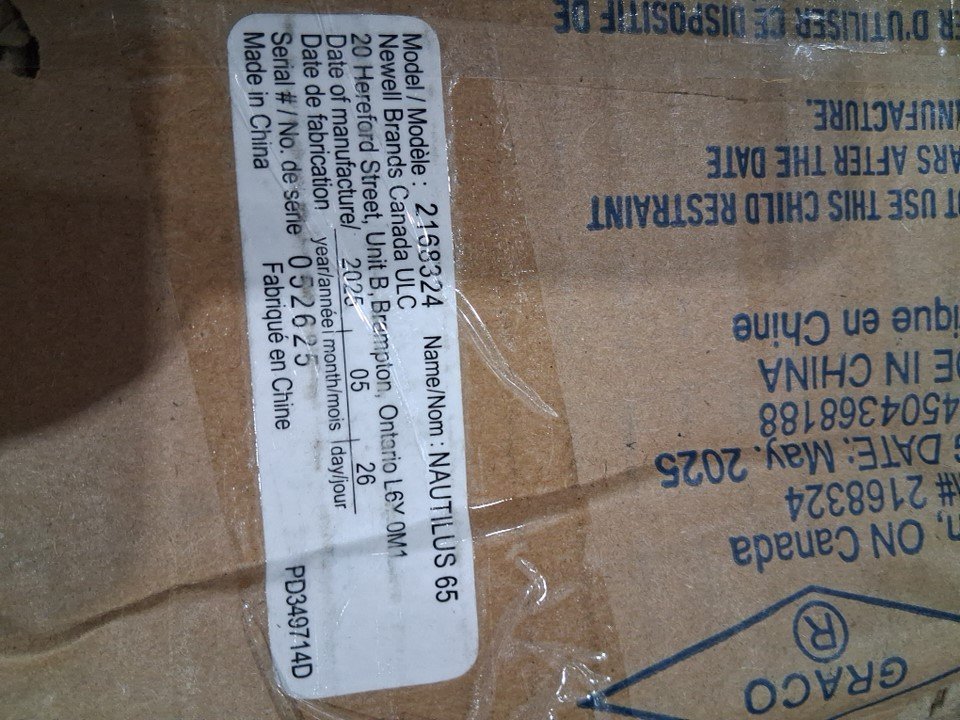 Model / Modèle : 2168324 Name/Nom : NAUTILUS 65
Newell Brands Canada ULC
20 Hereford Street, Unit B, Brampton, Ontario L6Y 0M1
Date of manufacture/ 2025 05 26
Date de fabrication year/année month/mois day/jour
Serial # / No. de série 052625 PD349714D
Made in China Fabriqué en Chine
GRACO
®
ON Canada
# 2168324
DATE: May. 2025
4504368188
IN CHINA
en Chine
USE THIS CHILD RESTRAINT
AFTER THE DATE
D'UTILISER CE DISPOSITIF DE